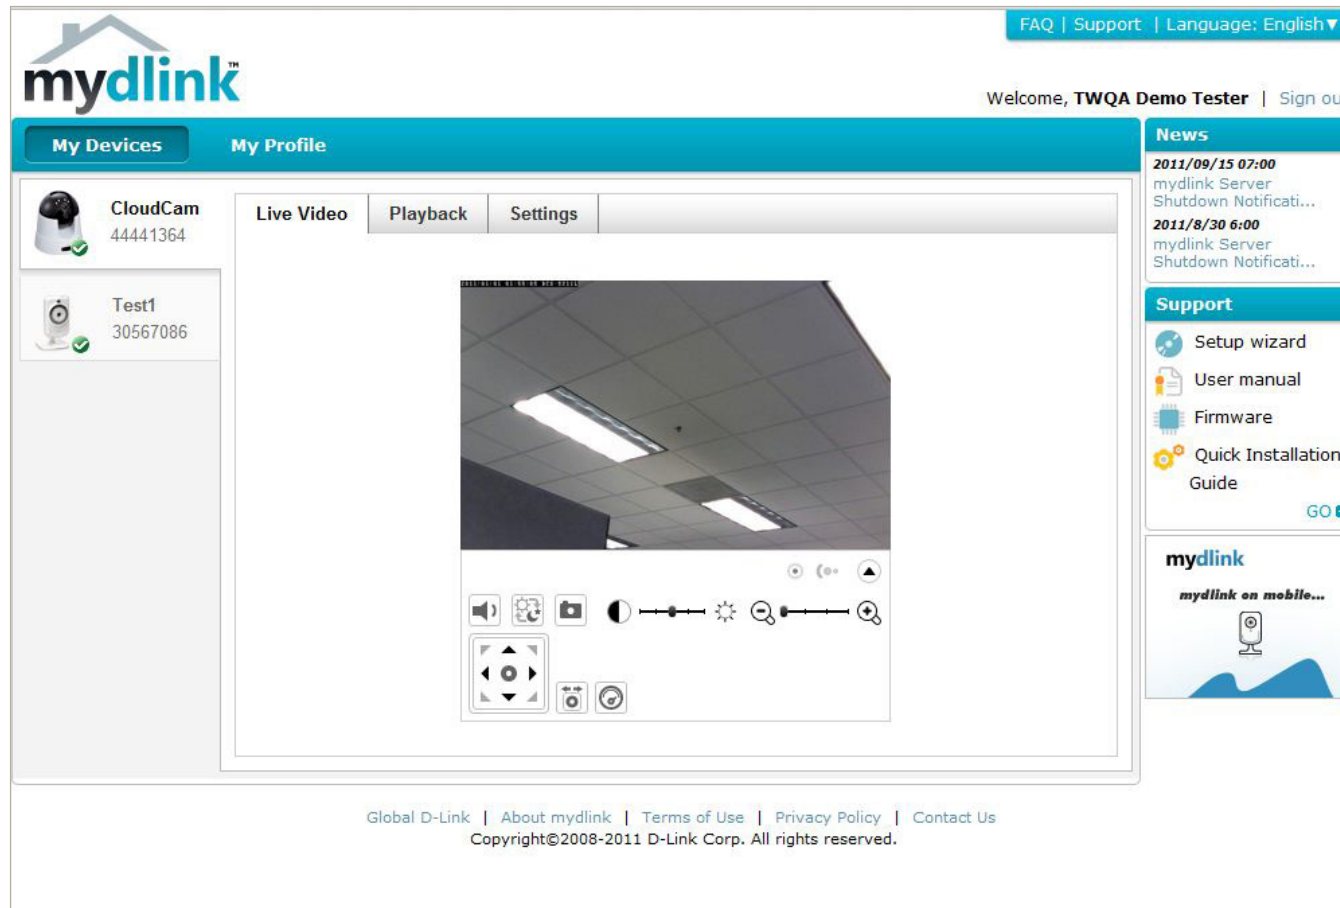 FAQ | Support | Language: English▼
mydlink™
Welcome, TWQA Demo Tester | Sign ou
My Devices My Profile
CloudCam
44441364
Test1
30567086
Live Video Playback Settings
News
2011/09/15 07:00
mydlink Server
Shutdown Notificati...
2011/8/30 6:00
mydlink Server
Shutdown Notificati...
Support
Setup wizard
User manual
Firmware
Quick Installation
Guide
GO
mydlink
mydlink on mobile...
Global D-Link | About mydlink | Terms of Use | Privacy Policy | Contact Us
Copyright©2008-2011 D-Link Corp. All rights reserved.